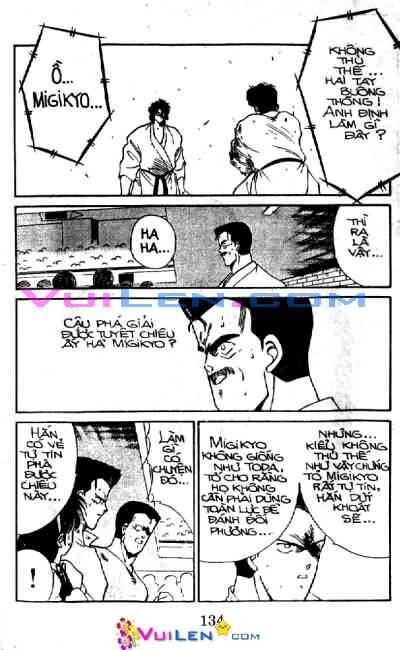 KHÔNG
THỦ
THẾ...
HAI TAY
BUÔNG
THÕNG!
ANH ĐỊNH
LÀM GÌ
ĐÂY?
Ồ...
MIGIKYO...
THÌ
RA
LÀ
VẬY...
HA
HA...
VUILEN.COM
CẬU PHÁ GIẢI
ĐƯỢC TUYỆT CHIÊU
ẤY HẢ MIGIKYO?
NHƯNG...
KIỂU KHÔNG
THỦ THẾ
NHƯ VẬY CHỨNG
TỎ MIGIKYO
RẤT TỰ TIN,
HẮN DỨT
KHOÁT
SẼ...
MIGIKYO
KHÔNG GIỐNG
NHƯ TODA,
TỚ CHO RẰNG
HỌ KHÔNG
CẦN PHẢI DÙNG
TOÀN LỰC ĐỂ
ĐÁNH ĐỐI
PHƯƠNG...
LÀM
GÌ
CÓ
CHUYỆN
ĐÓ...
HẮN
CÓ VẺ
TỰ TIN
PHÁ
ĐƯỢC
CHIÊU
NÀY...
!
134
VUILEN.COM